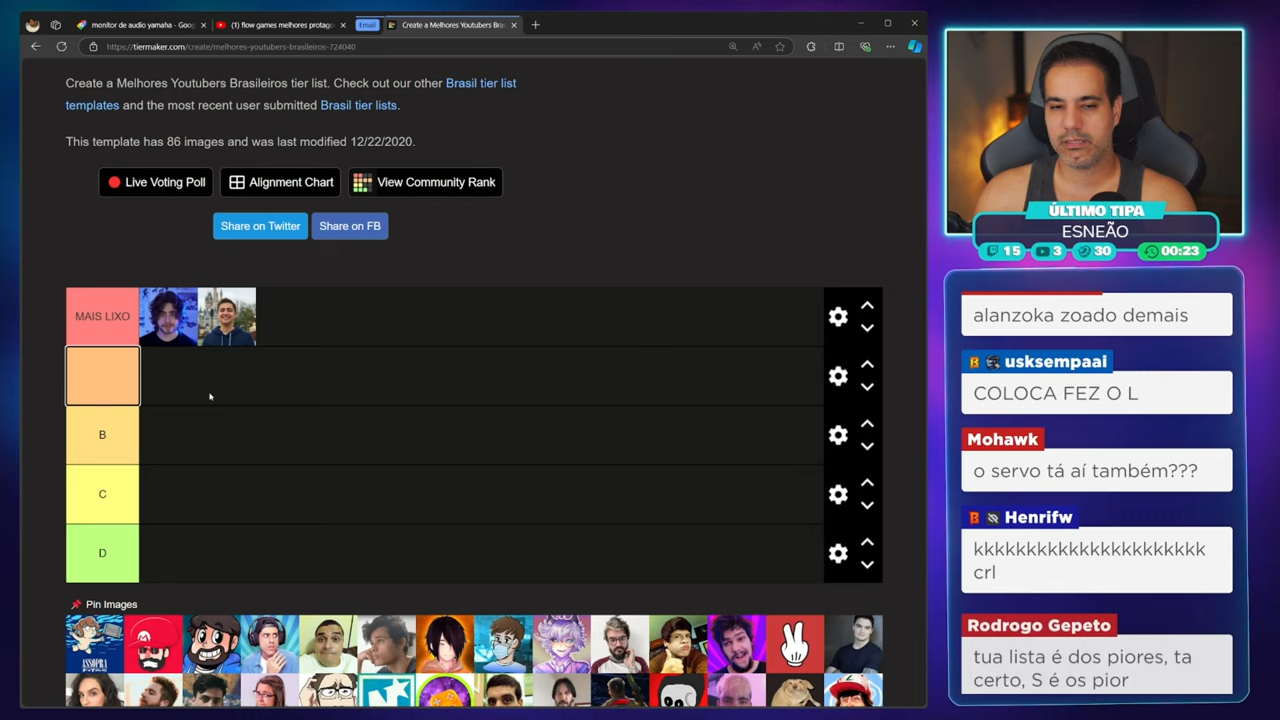 monitor de audio yamaha - Goo
(1) flow games melhores protago
Email
Create a Melhores Youtubers Bra
https://tiermaker.com/create/melhores-youtubers-brasileiros-724040
Create a Melhores Youtubers Brasileiros tier list. Check out our other Brasil tier list
templates and the most recent user submitted Brasil tier lists.
This template has 86 images and was last modified 12/22/2020.
Live Voting Poll
Alignment Chart
View Community Rank
Share on Twitter
Share on FB
MAIS LIXO
B
C
D
Pin Images
ASSOPRA
ÚLTIMO TIPA
ESNEÃO
15
3
30
00:23
alanzoka zoado demais
usksempaai
COLOCA FEZ O L
Mohawk
o servo tá aí também???
Henrifw
kkkkkkkkkkkkkkkkkkkkkk
crl
Rodrogo Gepeto
tua lista é dos piores, ta
certo, S é os pior